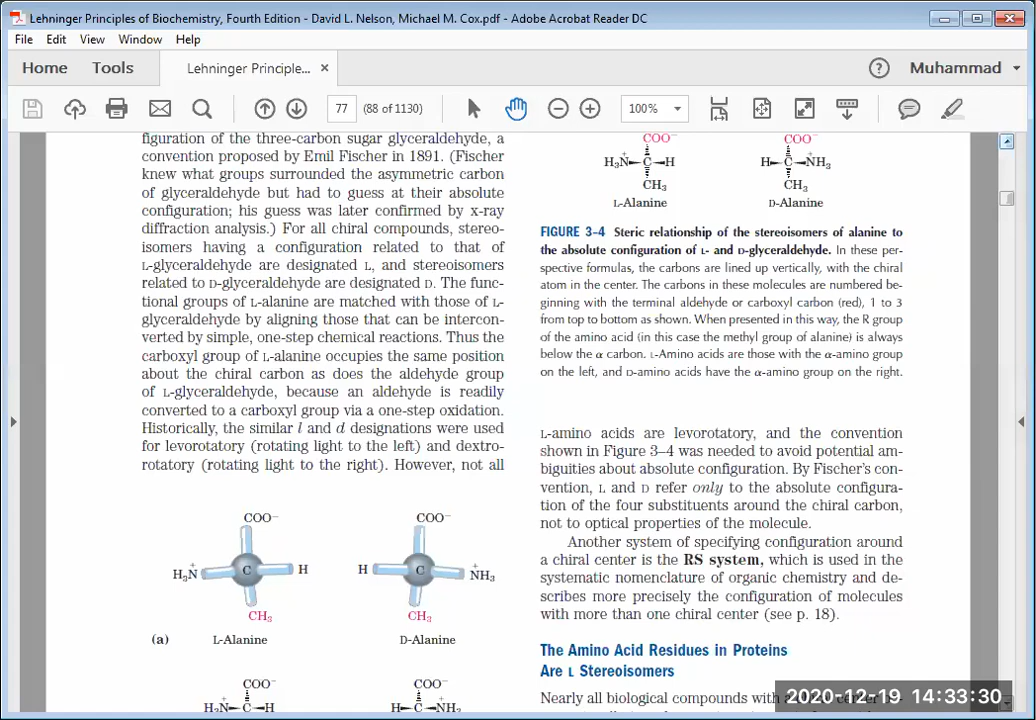 Lehninger Principles of Biochemistry, Fourth Edition - David L. Nelson, Michael M. Cox.pdf - Adobe Acrobat Reader DC
File Edit View Window Help
Home Tools Lehninger Principle... × ? Muhammad
77 (88 of 1130) 100%
figuration of the three-carbon sugar glyceraldehyde, a
convention proposed by Emil Fischer in 1891. (Fischer
knew what groups surrounded the asymmetric carbon
of glyceraldehyde but had to guess at their absolute
configuration; his guess was later confirmed by x-ray
diffraction analysis.) For all chiral compounds, stereo-
isomers having a configuration related to that of
L-glyceraldehyde are designated L, and stereoisomers
related to D-glyceraldehyde are designated D. The func-
tional groups of L-alanine are matched with those of L-
glyceraldehyde by aligning those that can be intercon-
verted by simple, one-step chemical reactions. Thus the
carboxyl group of L-alanine occupies the same position
about the chiral carbon as does the aldehyde group
of L-glyceraldehyde, because an aldehyde is readily
converted to a carboxyl group via a one-step oxidation.
Historically, the similar l and d designations were used
for levorotatory (rotating light to the left) and dextro-
rotatory (rotating light to the right). However, not all
COO⁻ COO⁻
H₃N⁺ C H H C N⁺H₃
CH₃ CH₃
(a) L-Alanine D-Alanine
COO⁻ COO⁻
H₃N⁺ C H H C N⁺H₃
COO⁻ COO⁻
H₃N⁺ C H H C N⁺H₃
CH₃ CH₃
L-Alanine D-Alanine
FIGURE 3–4 Steric relationship of the stereoisomers of alanine to
the absolute configuration of L- and D-glyceraldehyde. In these per-
spective formulas, the carbons are lined up vertically, with the chiral
atom in the center. The carbons in these molecules are numbered be-
ginning with the terminal aldehyde or carboxyl carbon (red), 1 to 3
from top to bottom as shown. When presented in this way, the R group
of the amino acid (in this case the methyl group of alanine) is always
below the α carbon. L-Amino acids are those with the α-amino group
on the left, and D-amino acids have the α-amino group on the right.
L-amino acids are levorotatory, and the convention
shown in Figure 3–4 was needed to avoid potential am-
biguities about absolute configuration. By Fischer's con-
vention, L and D refer only to the absolute configura-
tion of the four substituents around the chiral carbon,
not to optical properties of the molecule.
Another system of specifying configuration around
a chiral center is the RS system, which is used in the
systematic nomenclature of organic chemistry and de-
scribes more precisely the configuration of molecules
with more than one chiral center (see p. 18).
The Amino Acid Residues in Proteins
Are L Stereoisomers
Nearly all biological compounds with a
2020-12-19 14:33:30